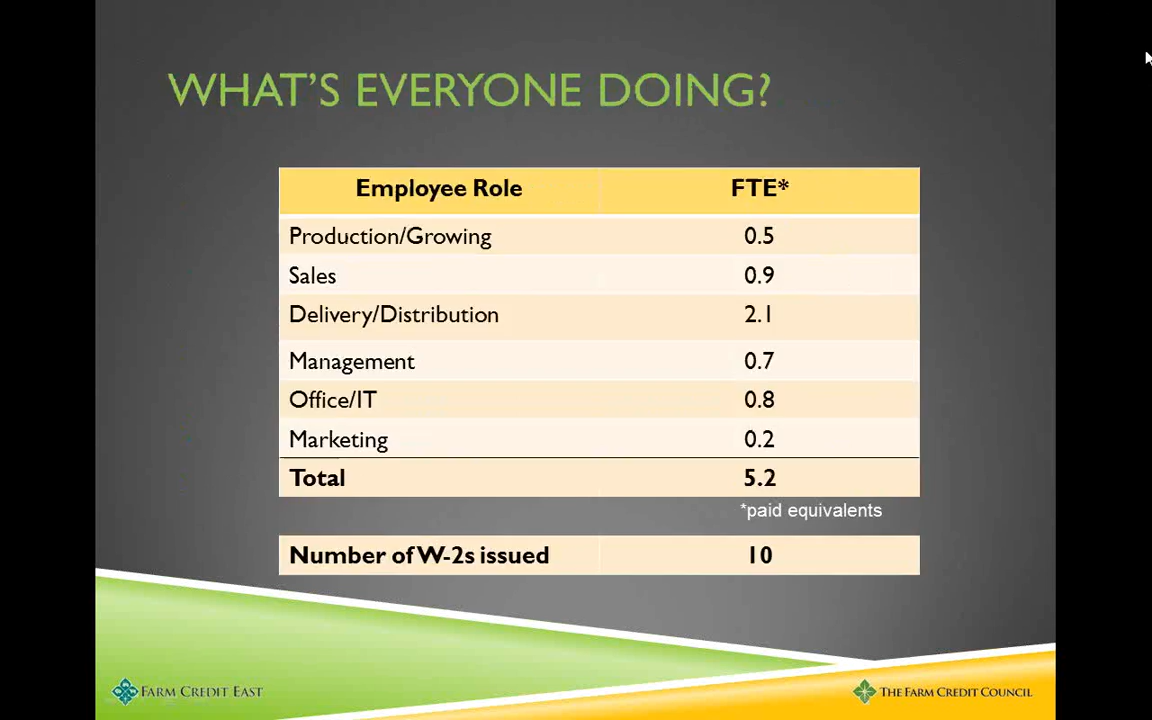 WHAT'S EVERYONE DOING?
Employee Role FTE*
Production/Growing 0.5
Sales 0.9
Delivery/Distribution 2.1
Management 0.7
Office/IT 0.8
Marketing 0.2
Total 5.2
*paid equivalents
Number of W-2s issued 10
FARM CREDIT EAST
THE FARM CREDIT COUNCIL